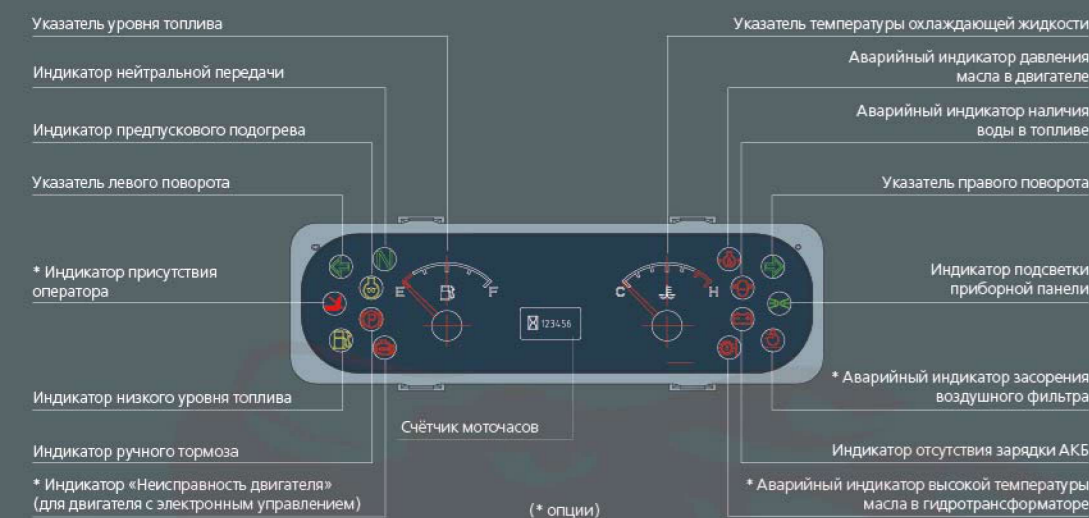 Указатель уровня топлива
Индикатор нейтральной передачи
Индикатор предпускового подогрева
Указатель левого поворота
* Индикатор присутствия
оператора
Индикатор низкого уровня топлива
Индикатор ручного тормоза
* Индикатор «Неисправность двигателя»
(для двигателя с электронным управлением)
N
P
E
F
123456
C
H
Счётчик моточасов
(* опции)
Указатель температуры охлаждающей жидкости
Аварийный индикатор давления
масла в двигателе
Аварийный индикатор наличия
воды в топливе
Указатель правого поворота
Индикатор подсветки
приборной панели
* Аварийный индикатор засорения
воздушного фильтра
Индикатор отсутствия зарядки АКБ
* Аварийный индикатор высокой температуры
масла в гидротрансформаторе